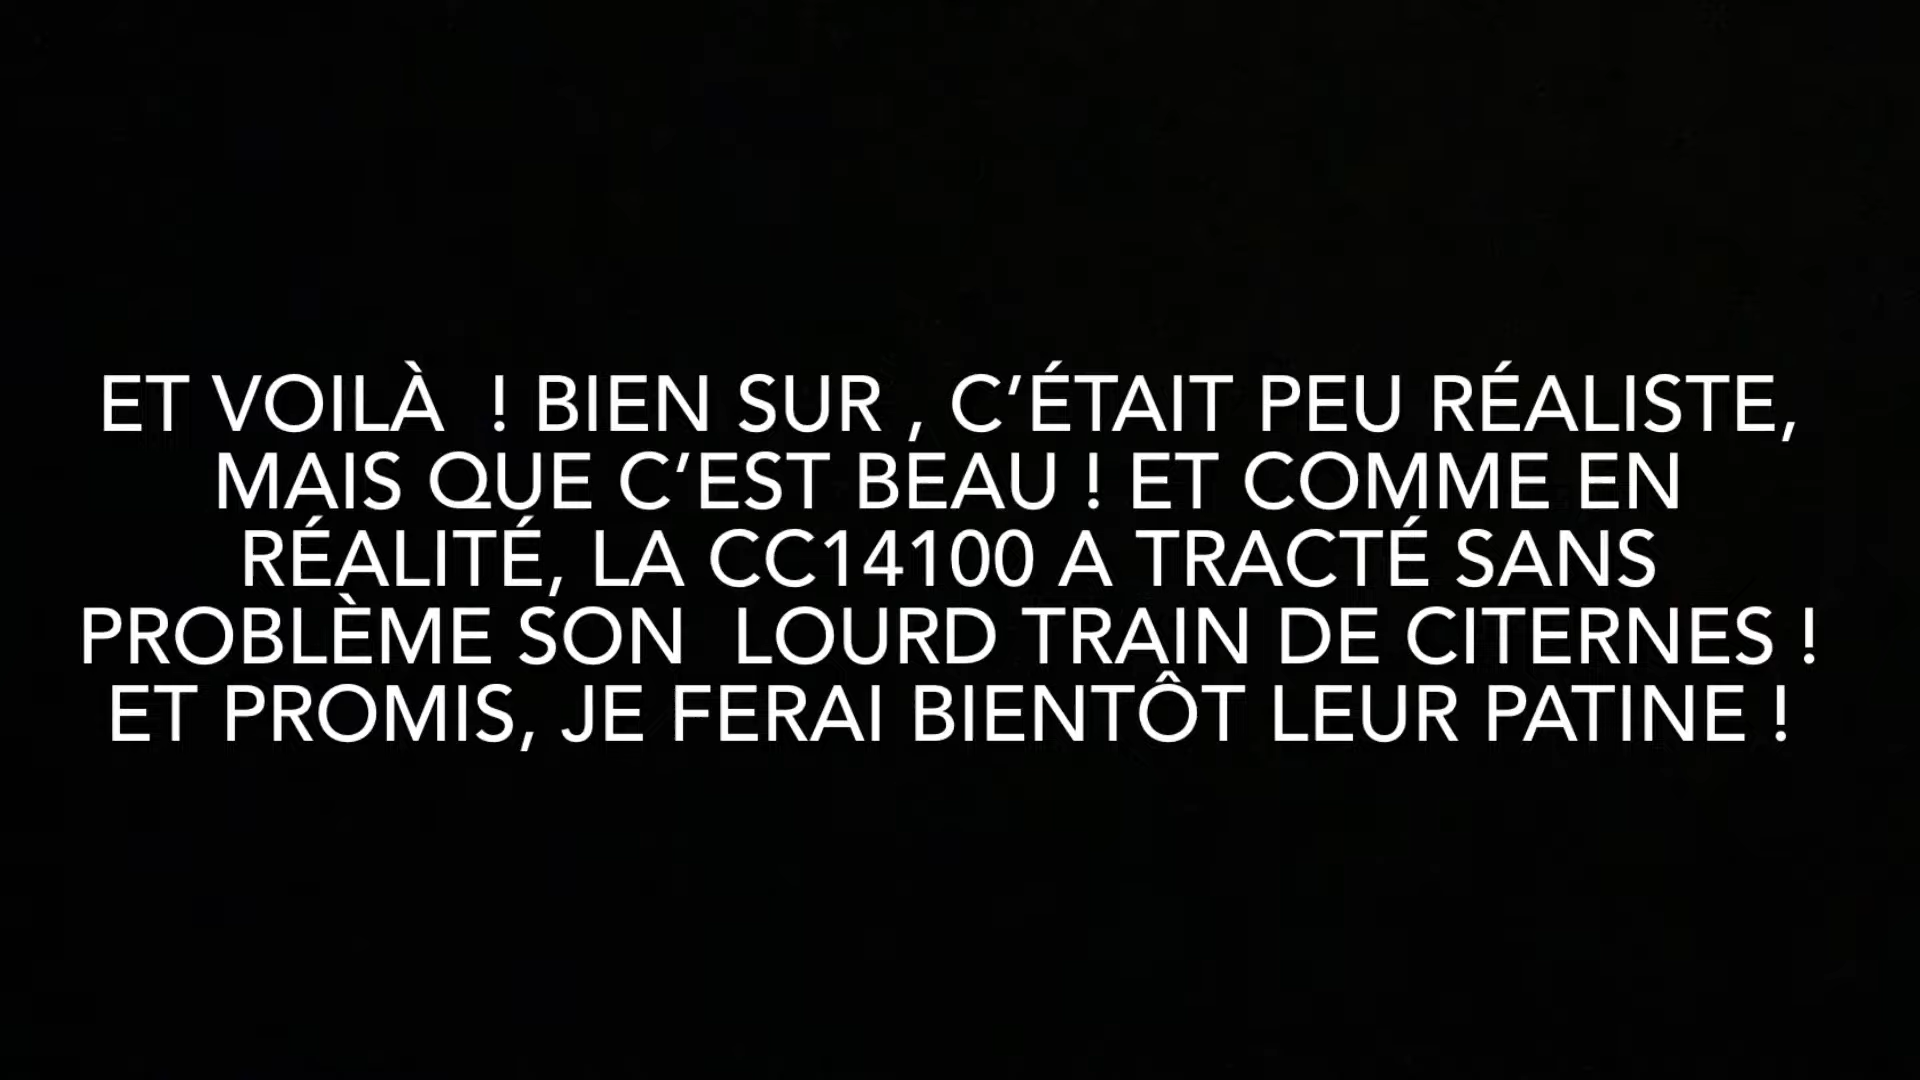 ET VOILÀ  ! BIEN SUR , C’ÉTAIT PEU RÉALISTE,
MAIS QUE C’EST BEAU ! ET COMME EN
RÉALITÉ, LA CC14100 A TRACTÉ SANS
PROBLÈME SON  LOURD TRAIN DE CITERNES !
ET PROMIS, JE FERAI BIENTÔT LEUR PATINE !